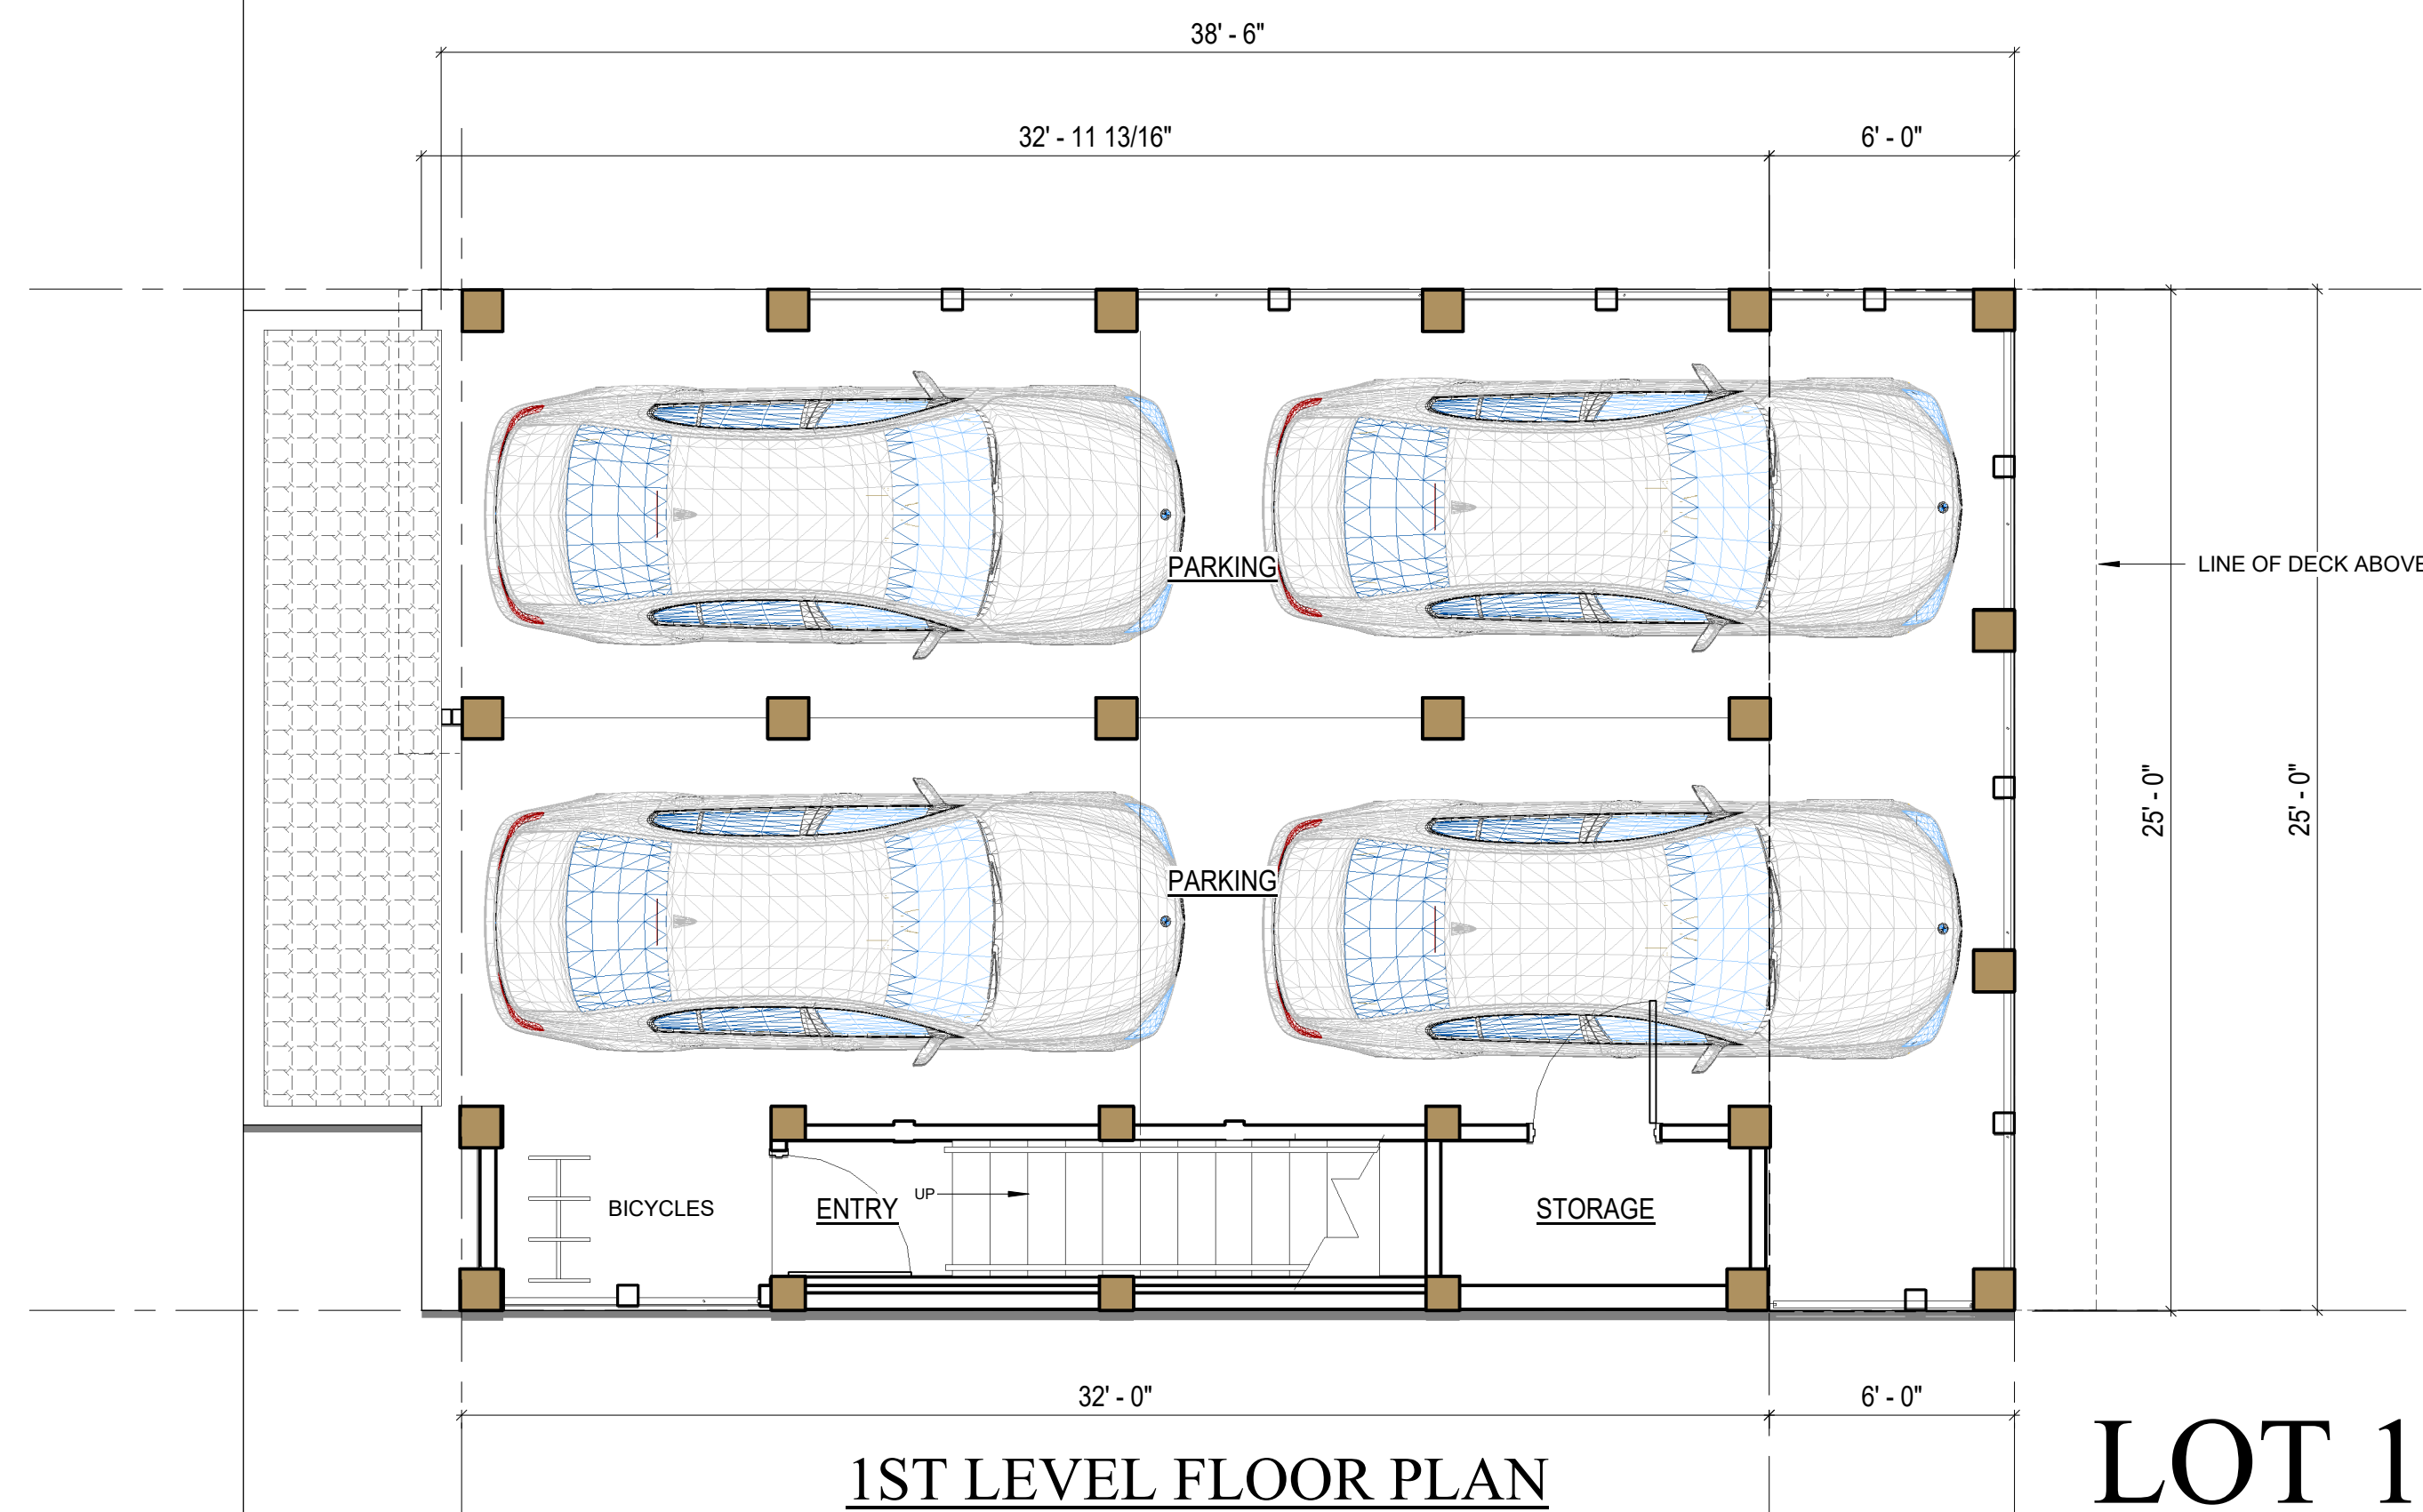 38' - 6"
32' - 11 13/16"
6' - 0"
PARKING
LINE OF DECK ABOVE
25' - 0"
25' - 0"
PARKING
BICYCLES
ENTRY
UP
STORAGE
32' - 0"
6' - 0"
1ST LEVEL FLOOR PLAN
LOT 1